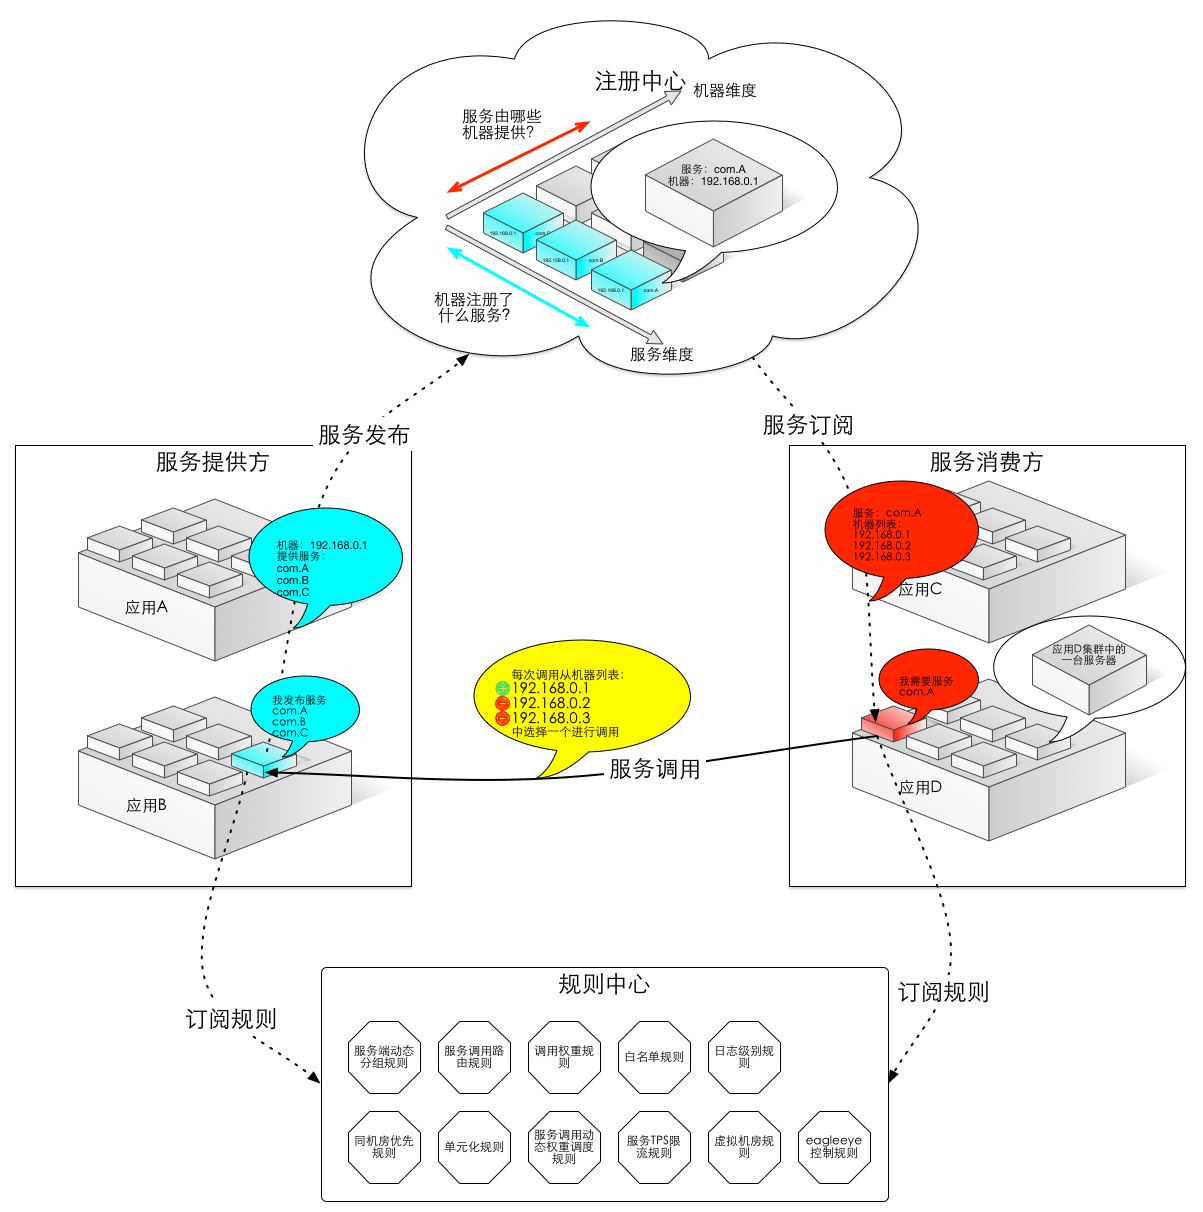 注册中心
机器维度
服务由哪些
机器提供?
服务：com.A
机器：192.168.0.1
192.168.0.1
192.168.0.1
com.B
192.168.0.1
com.A
机器注册了
什么服务?
服务维度
服务发布
服务订阅
服务提供方
机器：192.168.0.1
提供服务：
com.A
com.B
com.C
应用A
我发布服务
com.A
com.B
com.C
应用B
服务消费方
服务：com.A
机器列表：
192.168.0.1
192.168.0.2
192.168.0.3
应用C
应用D集群中的
一台服务器
我需要服务
com.A
应用D
每次调用从机器列表：
192.168.0.1
192.168.0.2
192.168.0.3
中选择一个进行调用
服务调用
订阅规则
订阅规则
规则中心
服务端动态
分组规则
服务调用路
由规则
调用权重规
则
白名单规则
日志级别规
则
同机房优先
规则
单元化规则
服务调用动
态权重调度
规则
服务TPS限
流规则
虚拟机房规
则
eagleeye
控制规则